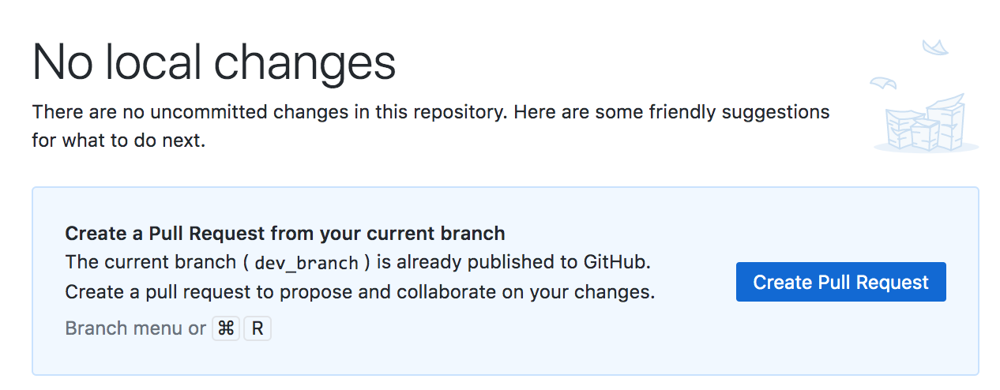 No local changes
There are no uncommitted changes in this repository. Here are some friendly suggestions
for what to do next.
Create a Pull Request from your current branch
The current branch ( dev_branch ) is already published to GitHub.
Create a pull request to propose and collaborate on your changes.
Create Pull Request
Branch menu or ⌘ R